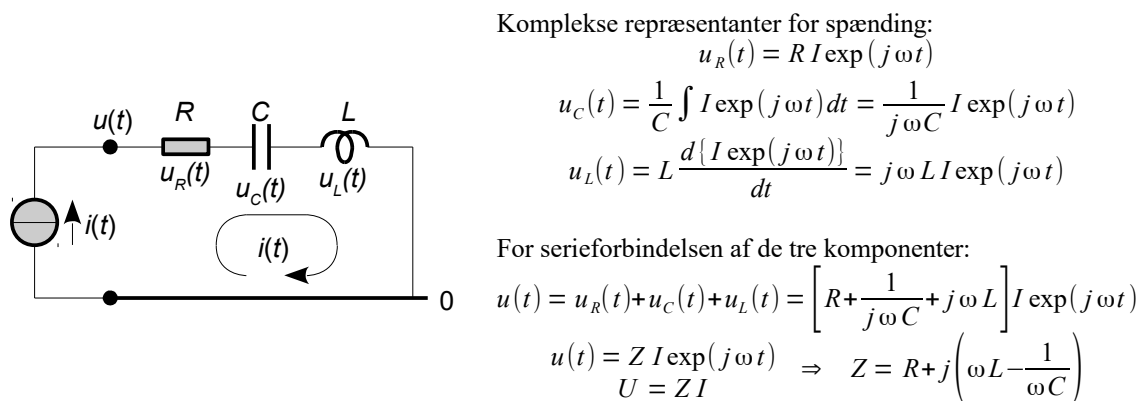 u(t)
R
C
L
u_R(t)
u_C(t)
u_L(t)
i(t)
i(t)
0
Komplekse repræsentanter for spænding:
u_R(t) = R I exp(jωt)
u_C(t) = 1/C ∫ I exp(jωt) dt = 1/(jωC) I exp(jωt)
u_L(t) = L d{I exp(jωt)}/dt = jωL I exp(jωt)
For serieforbindelsen af de tre komponenter:
u(t) = u_R(t)+u_C(t)+u_L(t) = [R+1/(jωC)+jωL] I exp(jωt)
u(t) = Z I exp(jωt) ⇒ Z = R+j(ωL−1/(ωC))
U = Z I